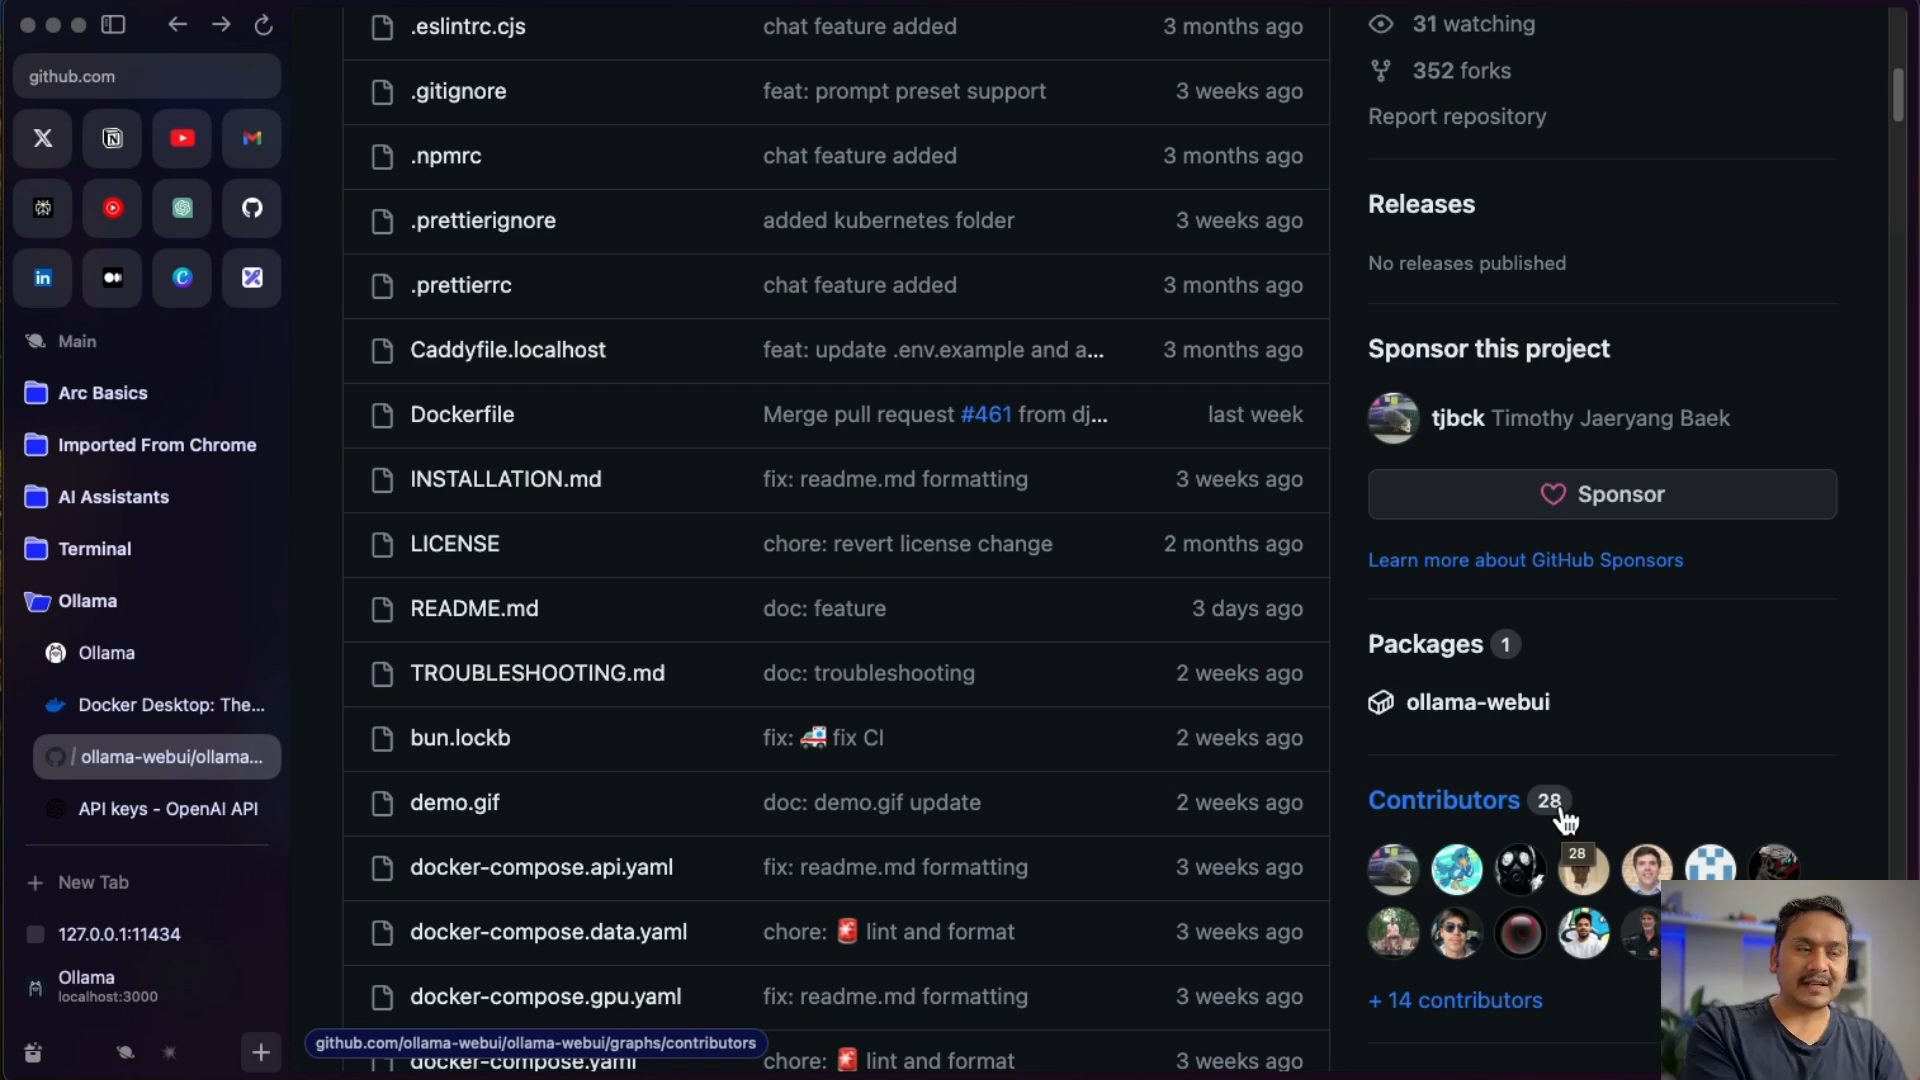 github.com
Main
Arc Basics
Imported From Chrome
AI Assistants
Terminal
Ollama
Ollama
Docker Desktop: The...
/ ollama-webui/ollama...
API keys - OpenAI API
New Tab
127.0.0.1:11434
Ollama
localhost:3000
.eslintrc.cjs chat feature added 3 months ago
.gitignore feat: prompt preset support 3 weeks ago
.npmrc chat feature added 3 months ago
.prettierignore added kubernetes folder 3 weeks ago
.prettierrc chat feature added 3 months ago
Caddyfile.localhost feat: update .env.example and a... 3 months ago
Dockerfile Merge pull request #461 from dj... last week
INSTALLATION.md fix: readme.md formatting 3 weeks ago
LICENSE chore: revert license change 2 months ago
README.md doc: feature 3 days ago
TROUBLESHOOTING.md doc: troubleshooting 2 weeks ago
bun.lockb fix: 🚑 fix CI 2 weeks ago
demo.gif doc: demo.gif update 2 weeks ago
docker-compose.api.yaml fix: readme.md formatting 3 weeks ago
docker-compose.data.yaml chore: 🚨 lint and format 3 weeks ago
docker-compose.gpu.yaml fix: readme.md formatting 3 weeks ago
docker-compose.yaml chore: 🚨 lint and format 3 weeks ago
github.com/ollama-webui/ollama-webui/graphs/contributors
31 watching
352 forks
Report repository
Releases
No releases published
Sponsor this project
tjbck Timothy Jaeryang Baek
Sponsor
Learn more about GitHub Sponsors
Packages 1
ollama-webui
Contributors 28
28
+ 14 contributors